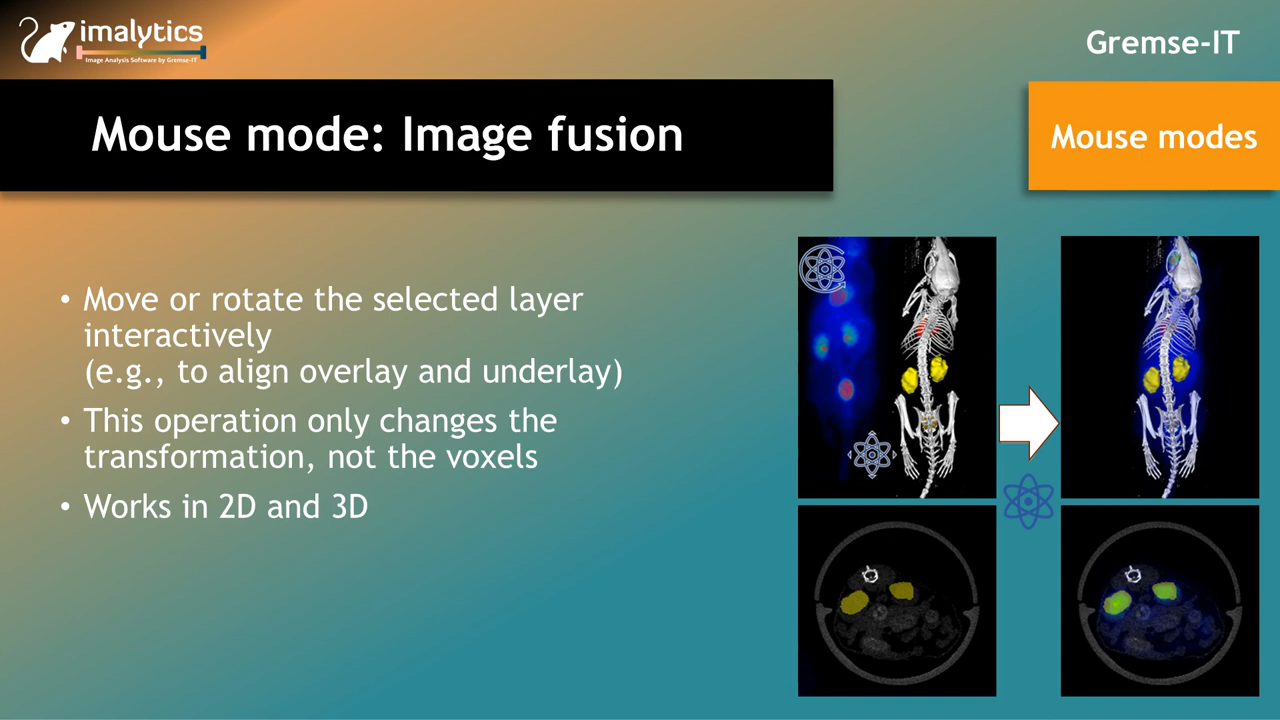 imalytics
Image Analysis Software by Gremse-IT
Gremse-IT
Mouse mode: Image fusion
Mouse modes
• Move or rotate the selected layer
interactively
(e.g., to align overlay and underlay)
• This operation only changes the
transformation, not the voxels
• Works in 2D and 3D